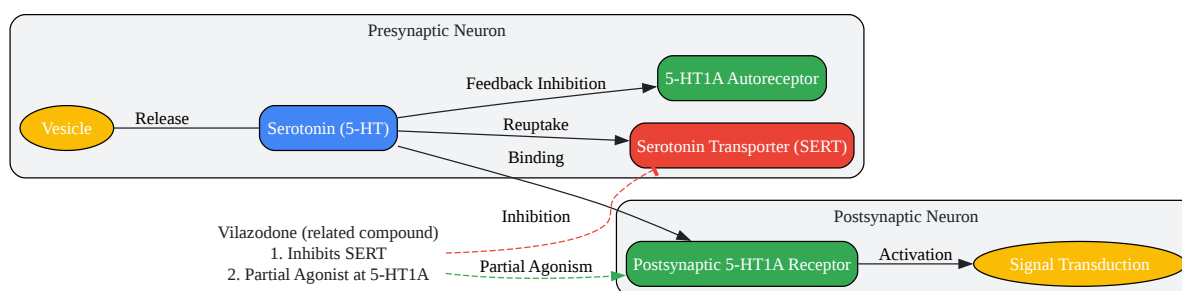 Presynaptic Neuron
Feedback Inhibition
5-HT1A Autoreceptor
Vesicle
Release
Serotonin (5-HT)
Reuptake
Serotonin Transporter (SERT)
Binding
Inhibition
Postsynaptic Neuron
Vilazodone (related compound)
1. Inhibits SERT
2. Partial Agonist at 5-HT1A
Partial Agonism
Postsynaptic 5-HT1A Receptor
Activation
Signal Transduction